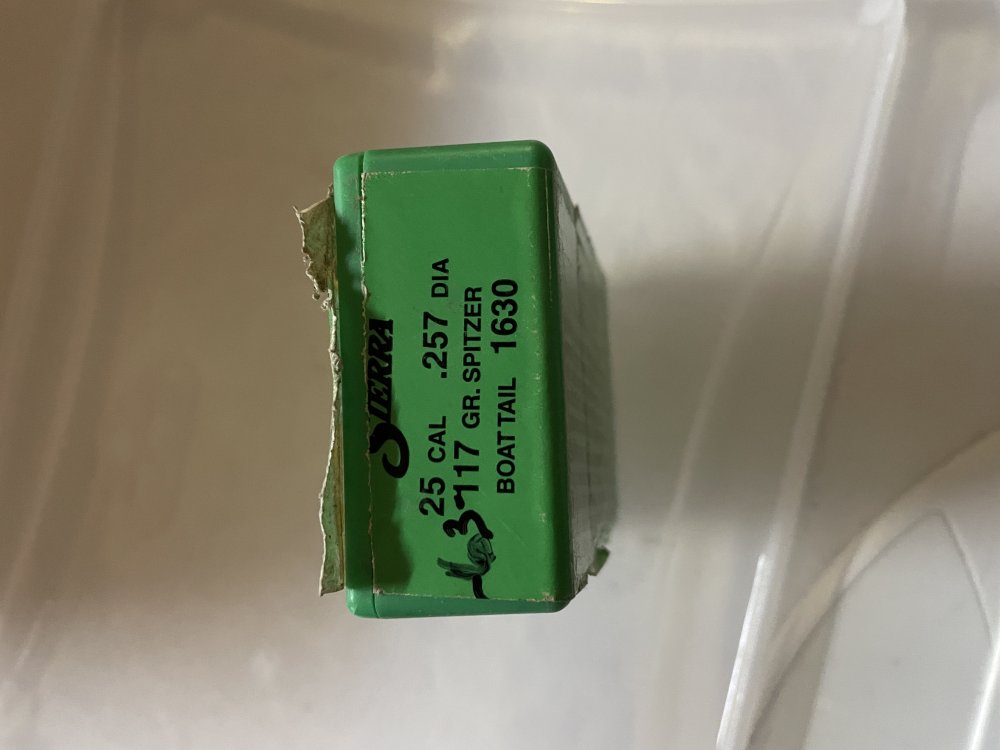 SIERRA
25 CAL .257 DIA
117 GR. SPITZER
BOAT TAIL 1630